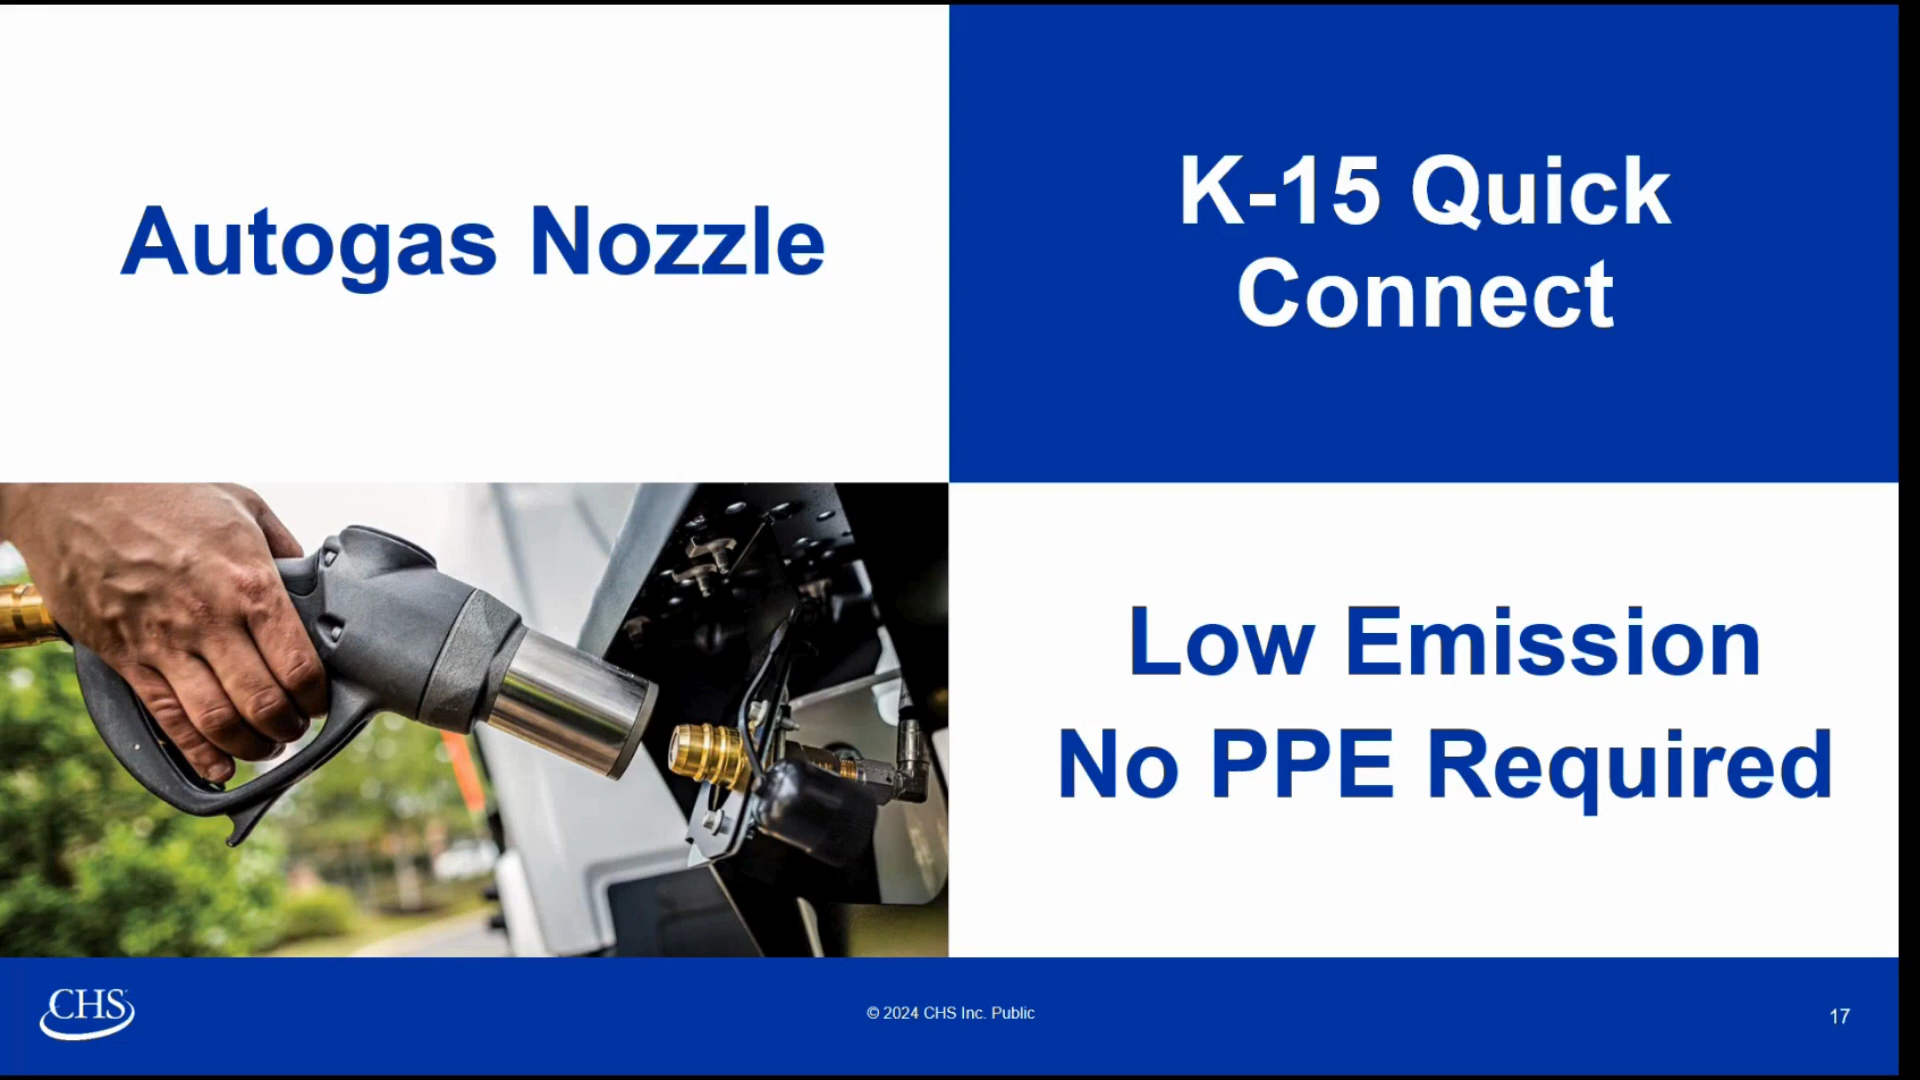 Autogas Nozzle
K-15 Quick
Connect
Low Emission
No PPE Required
CHS
© 2024 CHS Inc. Public
17